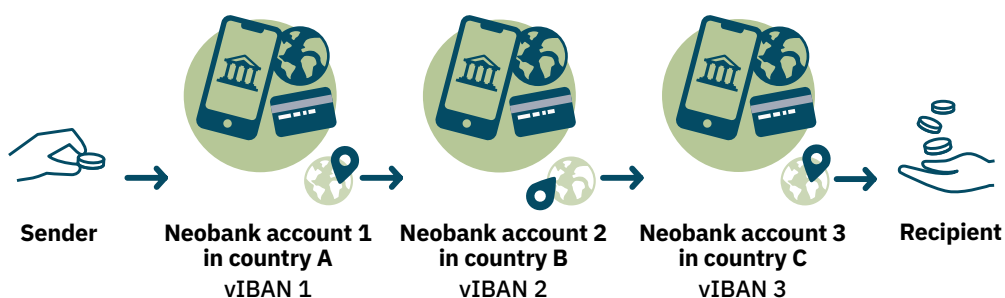 Sender
Neobank account 1
in country A
vIBAN 1
Neobank account 2
in country B
vIBAN 2
Neobank account 3
in country C
vIBAN 3
Recipient